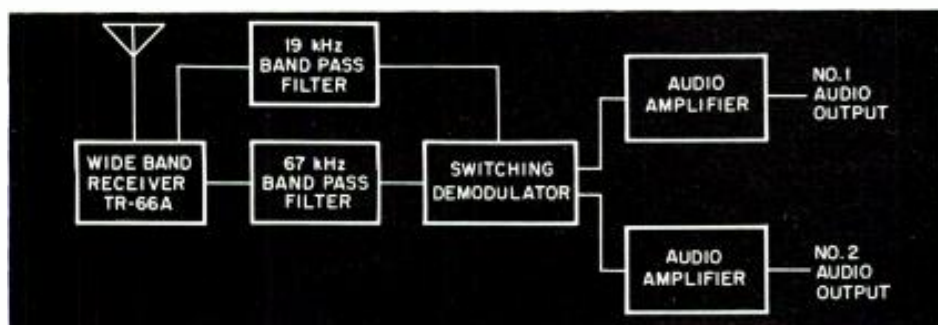 19 kHz
BAND PASS
FILTER
AUDIO
AMPLIFIER
NO. 1
AUDIO
OUTPUT
WIDE BAND
RECEIVER
TR-66A
67 kHz
BAND PASS
FILTER
SWITCHING
DEMODULATOR
AUDIO
AMPLIFIER
NO. 2
AUDIO
OUTPUT